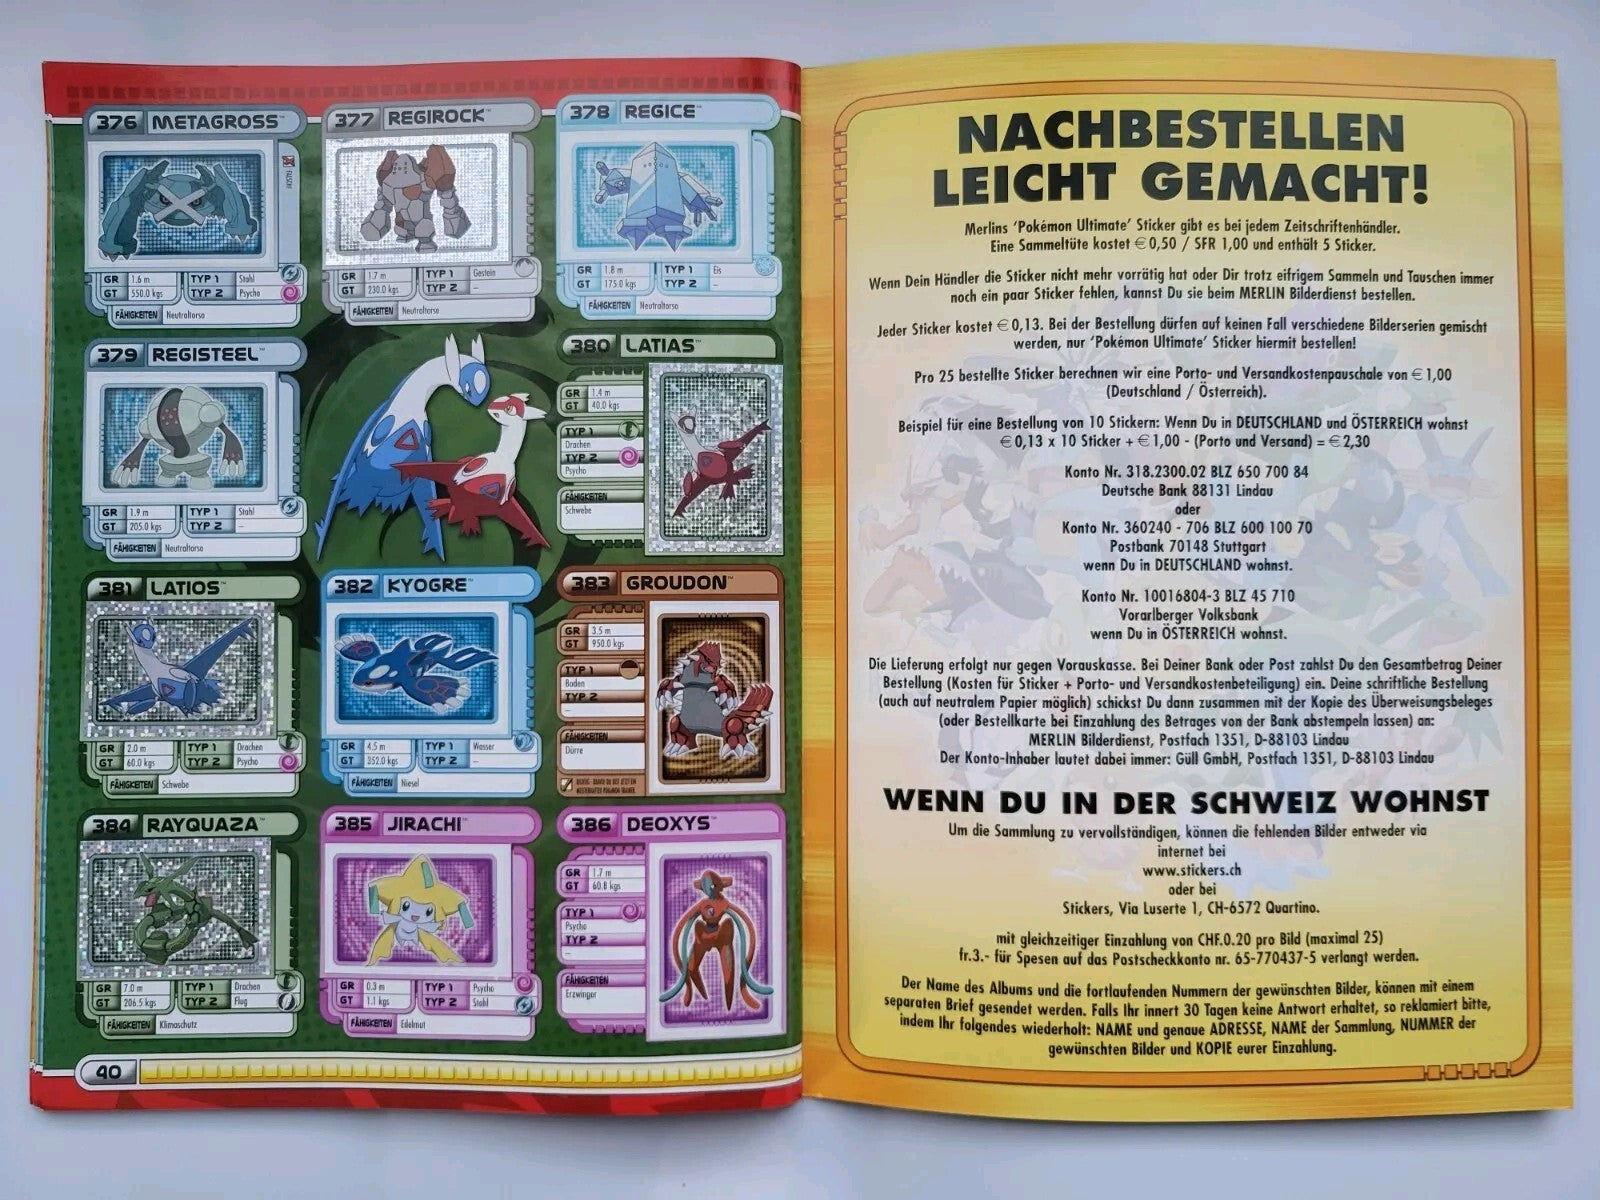 376 METAGROSS™
TAUSCH
GR 1.6 m TYP 1 Stahl
GT 550.0 kgs TYP 2 Psycho
FÄHIGKEITEN Neutraltorso
377 REGIROCK™
GR 1.7 m TYP 1 Gestein
GT 230.0 kgs TYP 2 –
FÄHIGKEITEN Neutraltorso
378 REGICE™
GR 1.8 m TYP 1 Eis
GT 175.0 kgs TYP 2 –
FÄHIGKEITEN Neutraltorso
379 REGISTEEL™
GR 1.9 m TYP 1 Stahl
GT 205.0 kgs TYP 2 –
FÄHIGKEITEN Neutraltorso
380 LATIAS™
GR 1.4 m
GT 40.0 kgs
TYP 1
Drachen
TYP 2
Psycho
FÄHIGKEITEN
Schwebe
381 LATIOS™
GR 2.0 m TYP 1 Drachen
GT 60.0 kgs TYP 2 Psycho
FÄHIGKEITEN Schwebe
382 KYOGRE™
GR 4.5 m TYP 1 Wasser
GT 352.0 kgs TYP 2 –
FÄHIGKEITEN Niesel
383 GROUDON™
GR 3.5 m
GT 950.0 kgs
TYP 1
Boden
TYP 2
–
FÄHIGKEITEN
Dürre
384 RAYQUAZA™
GR 7.0 m TYP 1 Drachen
GT 206.5 kgs TYP 2 Flug
FÄHIGKEITEN Klimaschutz
385 JIRACHI™
GR 0.3 m TYP 1 Psycho
GT 1.1 kgs TYP 2 Stahl
FÄHIGKEITEN Edelmut
386 DEOXYS™
GR 1.7 m
GT 60.8 kgs
TYP 1
Psycho
TYP 2
–
FÄHIGKEITEN
Erzwinger
40
NACHBESTELLEN
LEICHT GEMACHT!
Merlins 'Pokémon Ultimate' Sticker gibt es bei jedem Zeitschriftenhändler.
Eine Sammeltüte kostet € 0,50 / SFR 1,00 und enthält 5 Sticker.
Wenn Dein Händler die Sticker nicht mehr vorrätig hat oder Dir trotz eifrigem Sammeln und Tauschen immer
noch ein paar Sticker fehlen, kannst Du sie beim MERLIN Bilderdienst bestellen.
Jeder Sticker kostet € 0,13. Bei der Bestellung dürfen auf keinen Fall verschiedene Bilderserien gemischt
werden, nur 'Pokémon Ultimate' Sticker hiermit bestellen!
Pro 25 bestellte Sticker berechnen wir eine Porto- und Versandkostenpauschale von € 1,00
(Deutschland / Österreich).
Beispiel für eine Bestellung von 10 Stickern: Wenn Du in DEUTSCHLAND und ÖSTERREICH wohnst
€ 0,13 x 10 Sticker + € 1,00 - (Porto und Versand) = € 2,30
Konto Nr. 318.2300.02 BLZ 650 700 84
Deutsche Bank 88131 Lindau
oder
Konto Nr. 360240 - 706 BLZ 600 100 70
Postbank 70148 Stuttgart
wenn Du in DEUTSCHLAND wohnst.
Konto Nr. 10016804-3 BLZ 45 710
Vorarlberger Volksbank
wenn Du in ÖSTERREICH wohnst.
Die Lieferung erfolgt nur gegen Vorauskasse. Bei Deiner Bank oder Post zahlst Du den Gesamtbetrag Deiner
Bestellung (Kosten für Sticker + Porto- und Versandkostenbeteiligung) ein. Deine schriftliche Bestellung
(auch auf neutralem Papier möglich) schickst Du dann zusammen mit der Kopie des Überweisungsbeleges
(oder Bestellkarte bei Einzahlung des Betrages von der Bank abstempeln lassen) an:
MERLIN Bilderdienst, Postfach 1351, D-88103 Lindau
Der Konto-Inhaber lautet dabei immer: Güll GmbH, Postfach 1351, D-88103 Lindau
WENN DU IN DER SCHWEIZ WOHNST
Um die Sammlung zu vervollständigen, können die fehlenden Bilder entweder via
internet bei
www.stickers.ch
oder bei
Stickers, Via Luserte 1, CH-6572 Quartino.
mit gleichzeitiger Einzahlung von CHF.0.20 pro Bild (maximal 25)
fr.3.- für Spesen auf das Postscheckkonto nr. 65-770437-5 verlangt werden.
Der Name des Albums und die fortlaufenden Nummern der gewünschten Bilder, können mit einem
separaten Brief gesendet werden. Falls Ihr innert 30 Tagen keine Antwort erhaltet, so reklamiert bitte,
indem Ihr folgendes wiederholt: NAME und genaue ADRESSE, NAME der Sammlung, NUMMER der
gewünschten Bilder und KOPIE eurer Einzahlung.